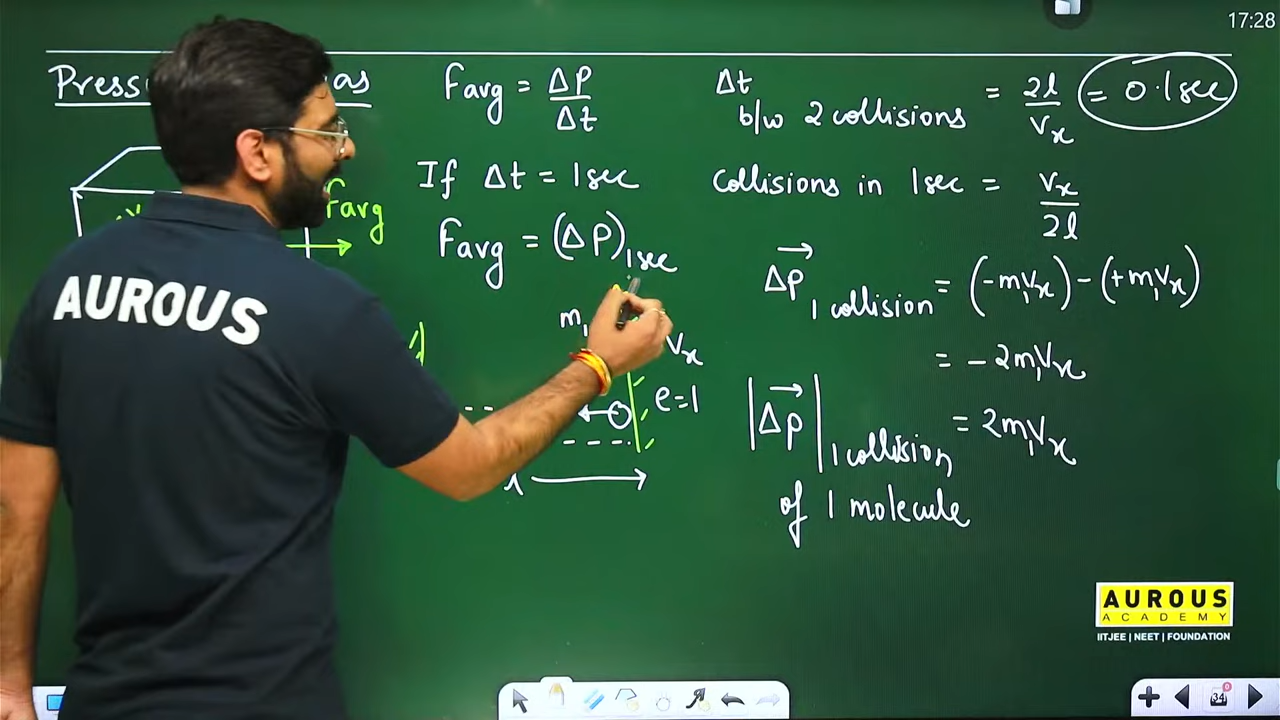 17:28
Favg = ΔP/Δt
If Δt = 1sec
Favg = (ΔP)1sec
Favg
m1
Vx
e=1
l
Δt b/w 2 collisions = 2l/Vx = 0.1sec
collisions in 1sec = Vx/2l
Δp⃗ 1 collision = (-m1Vx) - (+m1Vx)
= - 2m1Vx
|Δp⃗| 1 collision = 2m1Vx
of 1 molecule
AUROUS
AUROUS
ACADEMY
IITJEE | NEET | FOUNDATION
34